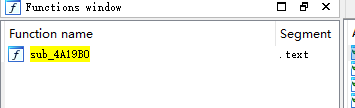 f Functions window
Function name Segment
f sub_4A19B0 .text